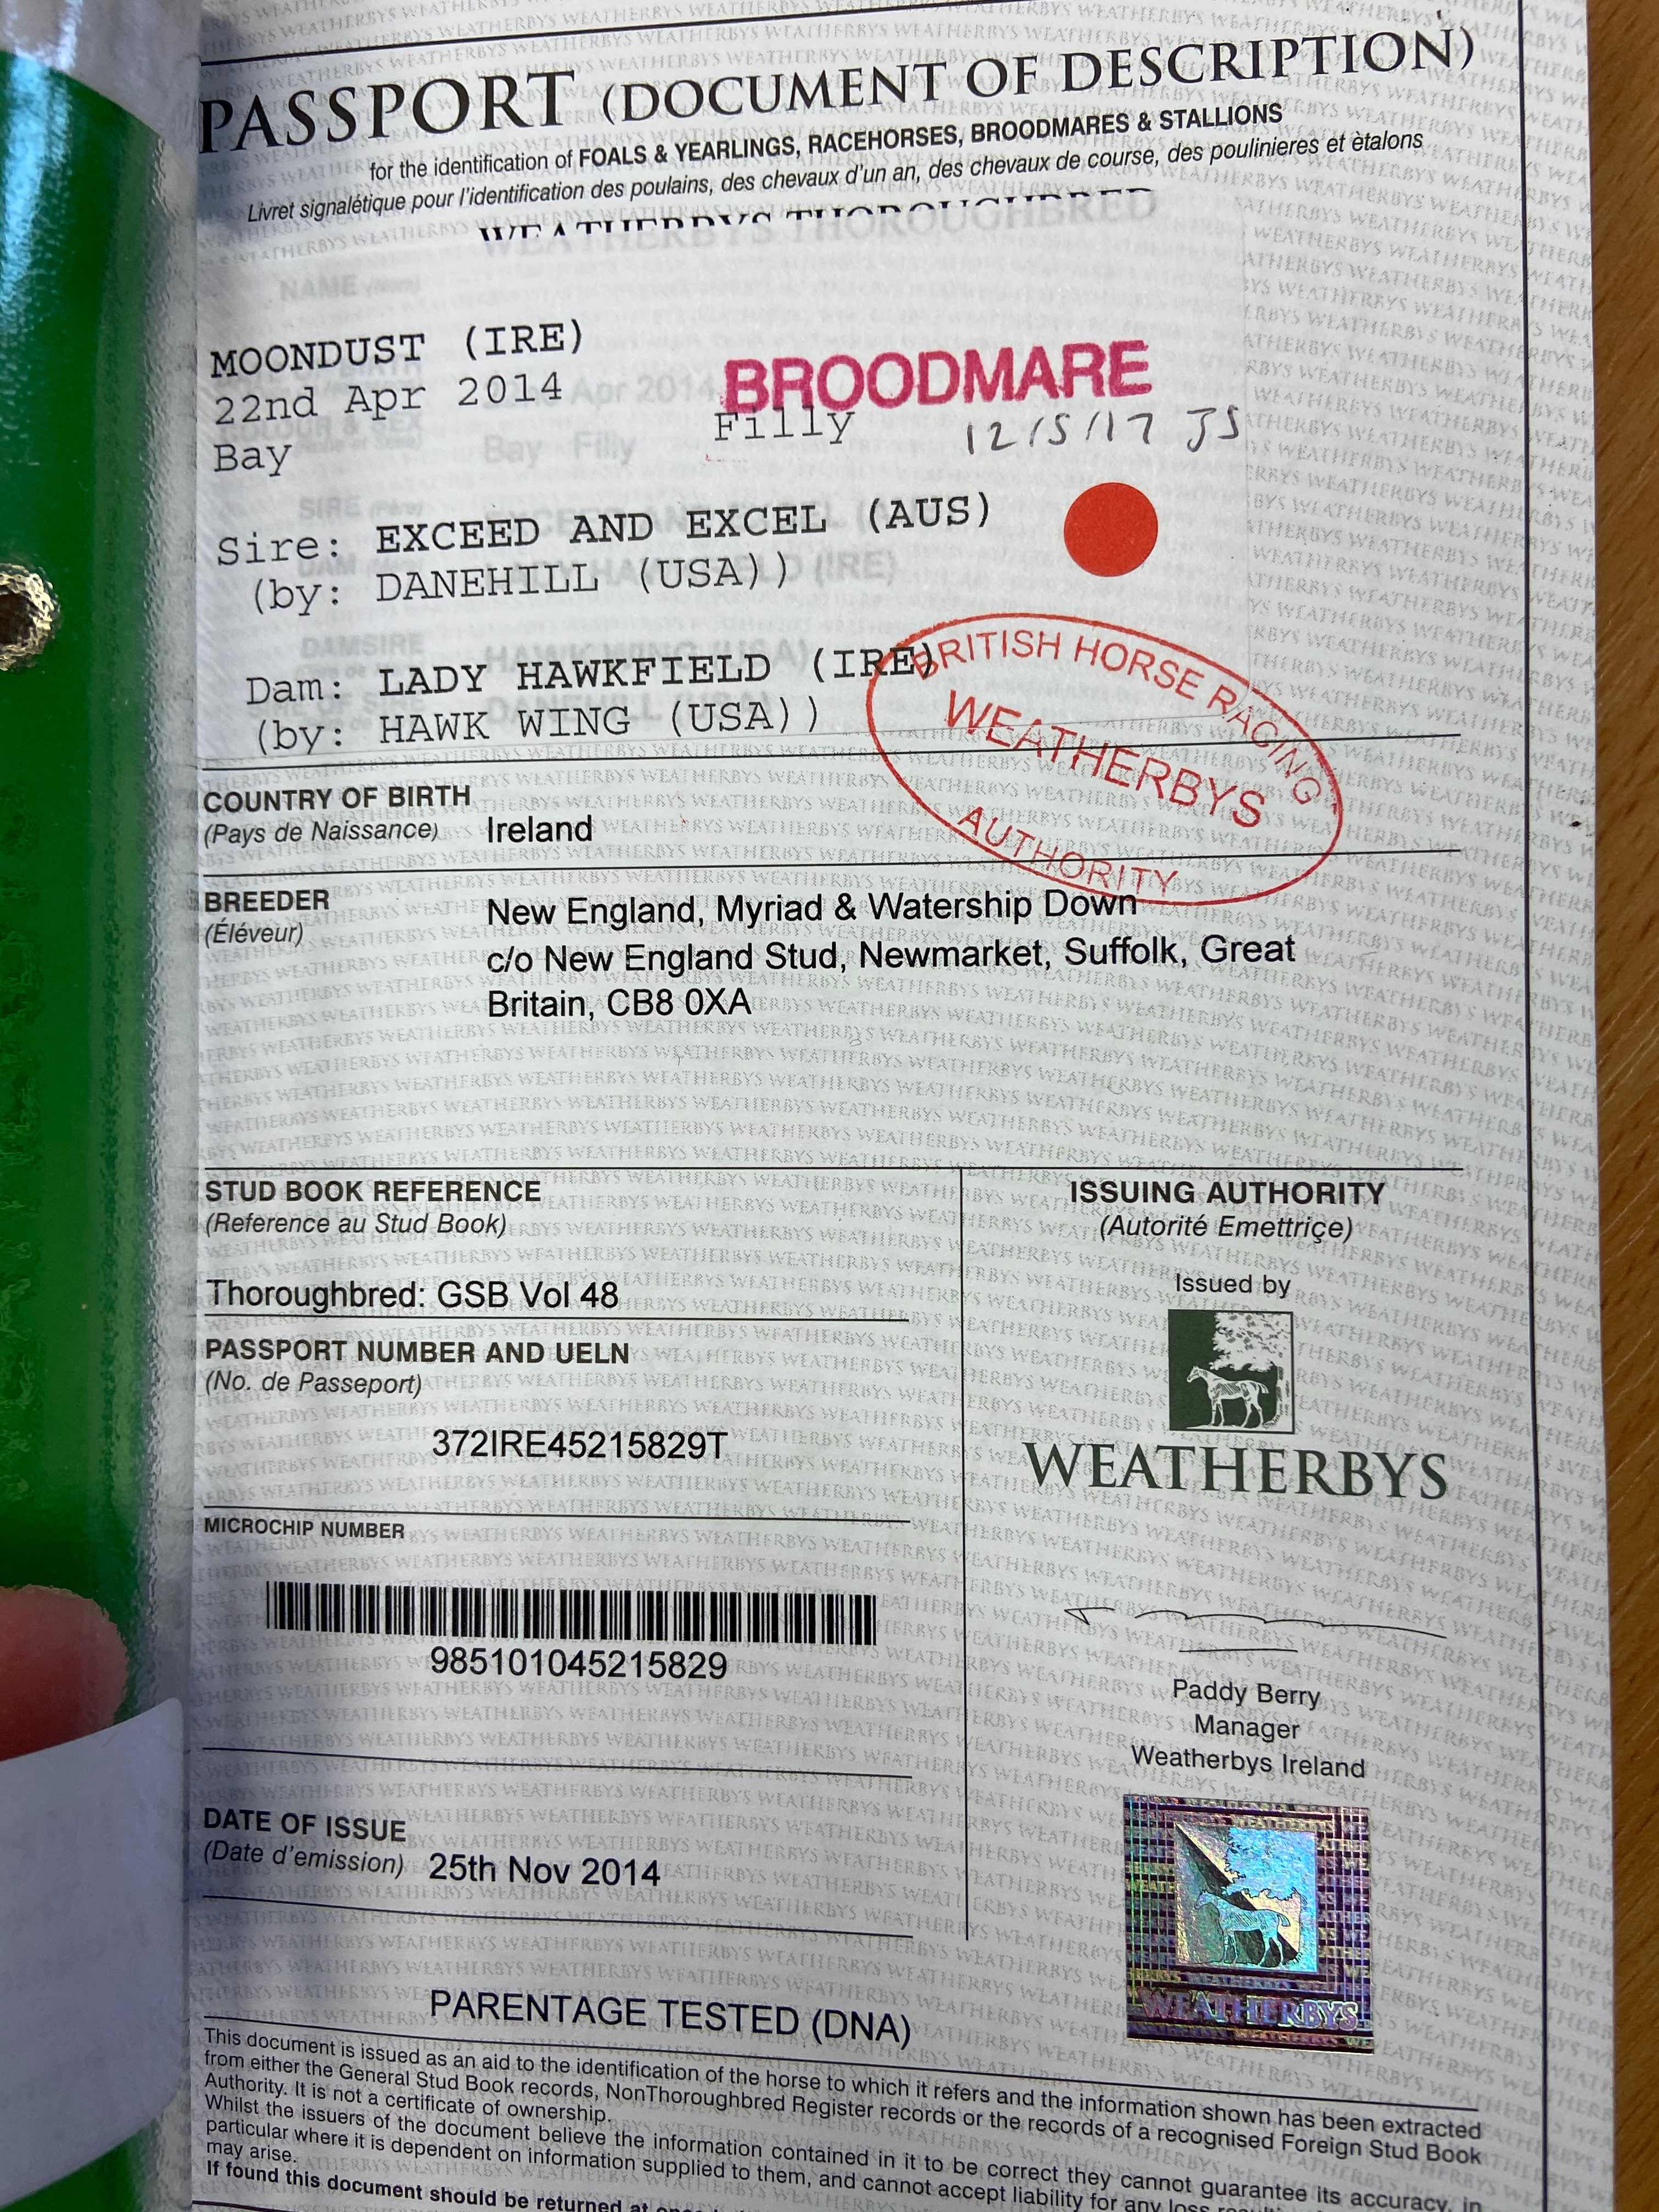 PASSPORT (DOCUMENT OF DESCRIPTION)
for the identification of FOALS & YEARLINGS, RACEHORSES, BROODMARES & STALLIONS
Livret signalétique pour l'identification des poulains, des chevaux d'un an, des chevaux de course, des poulinieres et ètalons
WEATHERBYS THOROUGHBRED
NAME (Nom)
MOONDUST (IRE)
22nd Apr 2014
BROODMARE
Bay
Filly
12/5/17 JS
Bay Filly
Sire: EXCEED AND EXCEL (AUS)
(by: DANEHILL (USA))
Dam: LADY HAWKFIELD (IRE)
(by: HAWK WING (USA))
BRITISH HORSE RACING
WEATHERBYS
AUTHORITY
COUNTRY OF BIRTH
(Pays de Naissance) Ireland
BREEDER
(Éléveur)
New England, Myriad & Watership Down
c/o New England Stud, Newmarket, Suffolk, Great
Britain, CB8 0XA
STUD BOOK REFERENCE
(Reference au Stud Book)
Thoroughbred: GSB Vol 48
PASSPORT NUMBER AND UELN
(No. de Passeport)
372IRE45215829T
MICROCHIP NUMBER
985101045215829
DATE OF ISSUE
(Date d'emission) 25th Nov 2014
ISSUING AUTHORITY
(Autorité Emettriçe)
Issued by
WEATHERBYS
Paddy Berry
Manager
Weatherbys Ireland
WEATHERBYS
PARENTAGE TESTED (DNA)
This document is issued as an aid to the identification of the horse to which it refers and the information shown has been extracted
from either the General Stud Book records, NonThoroughbred Register records or the records of a recognised Foreign Stud Book
Authority. It is not a certificate of ownership.
Whilst the issuers of the document believe the information contained in it to be correct they cannot guarantee its accuracy, in
particular where it is dependent on information supplied to them, and cannot accept liability for any loss
may arise.
If found this document should be returned at